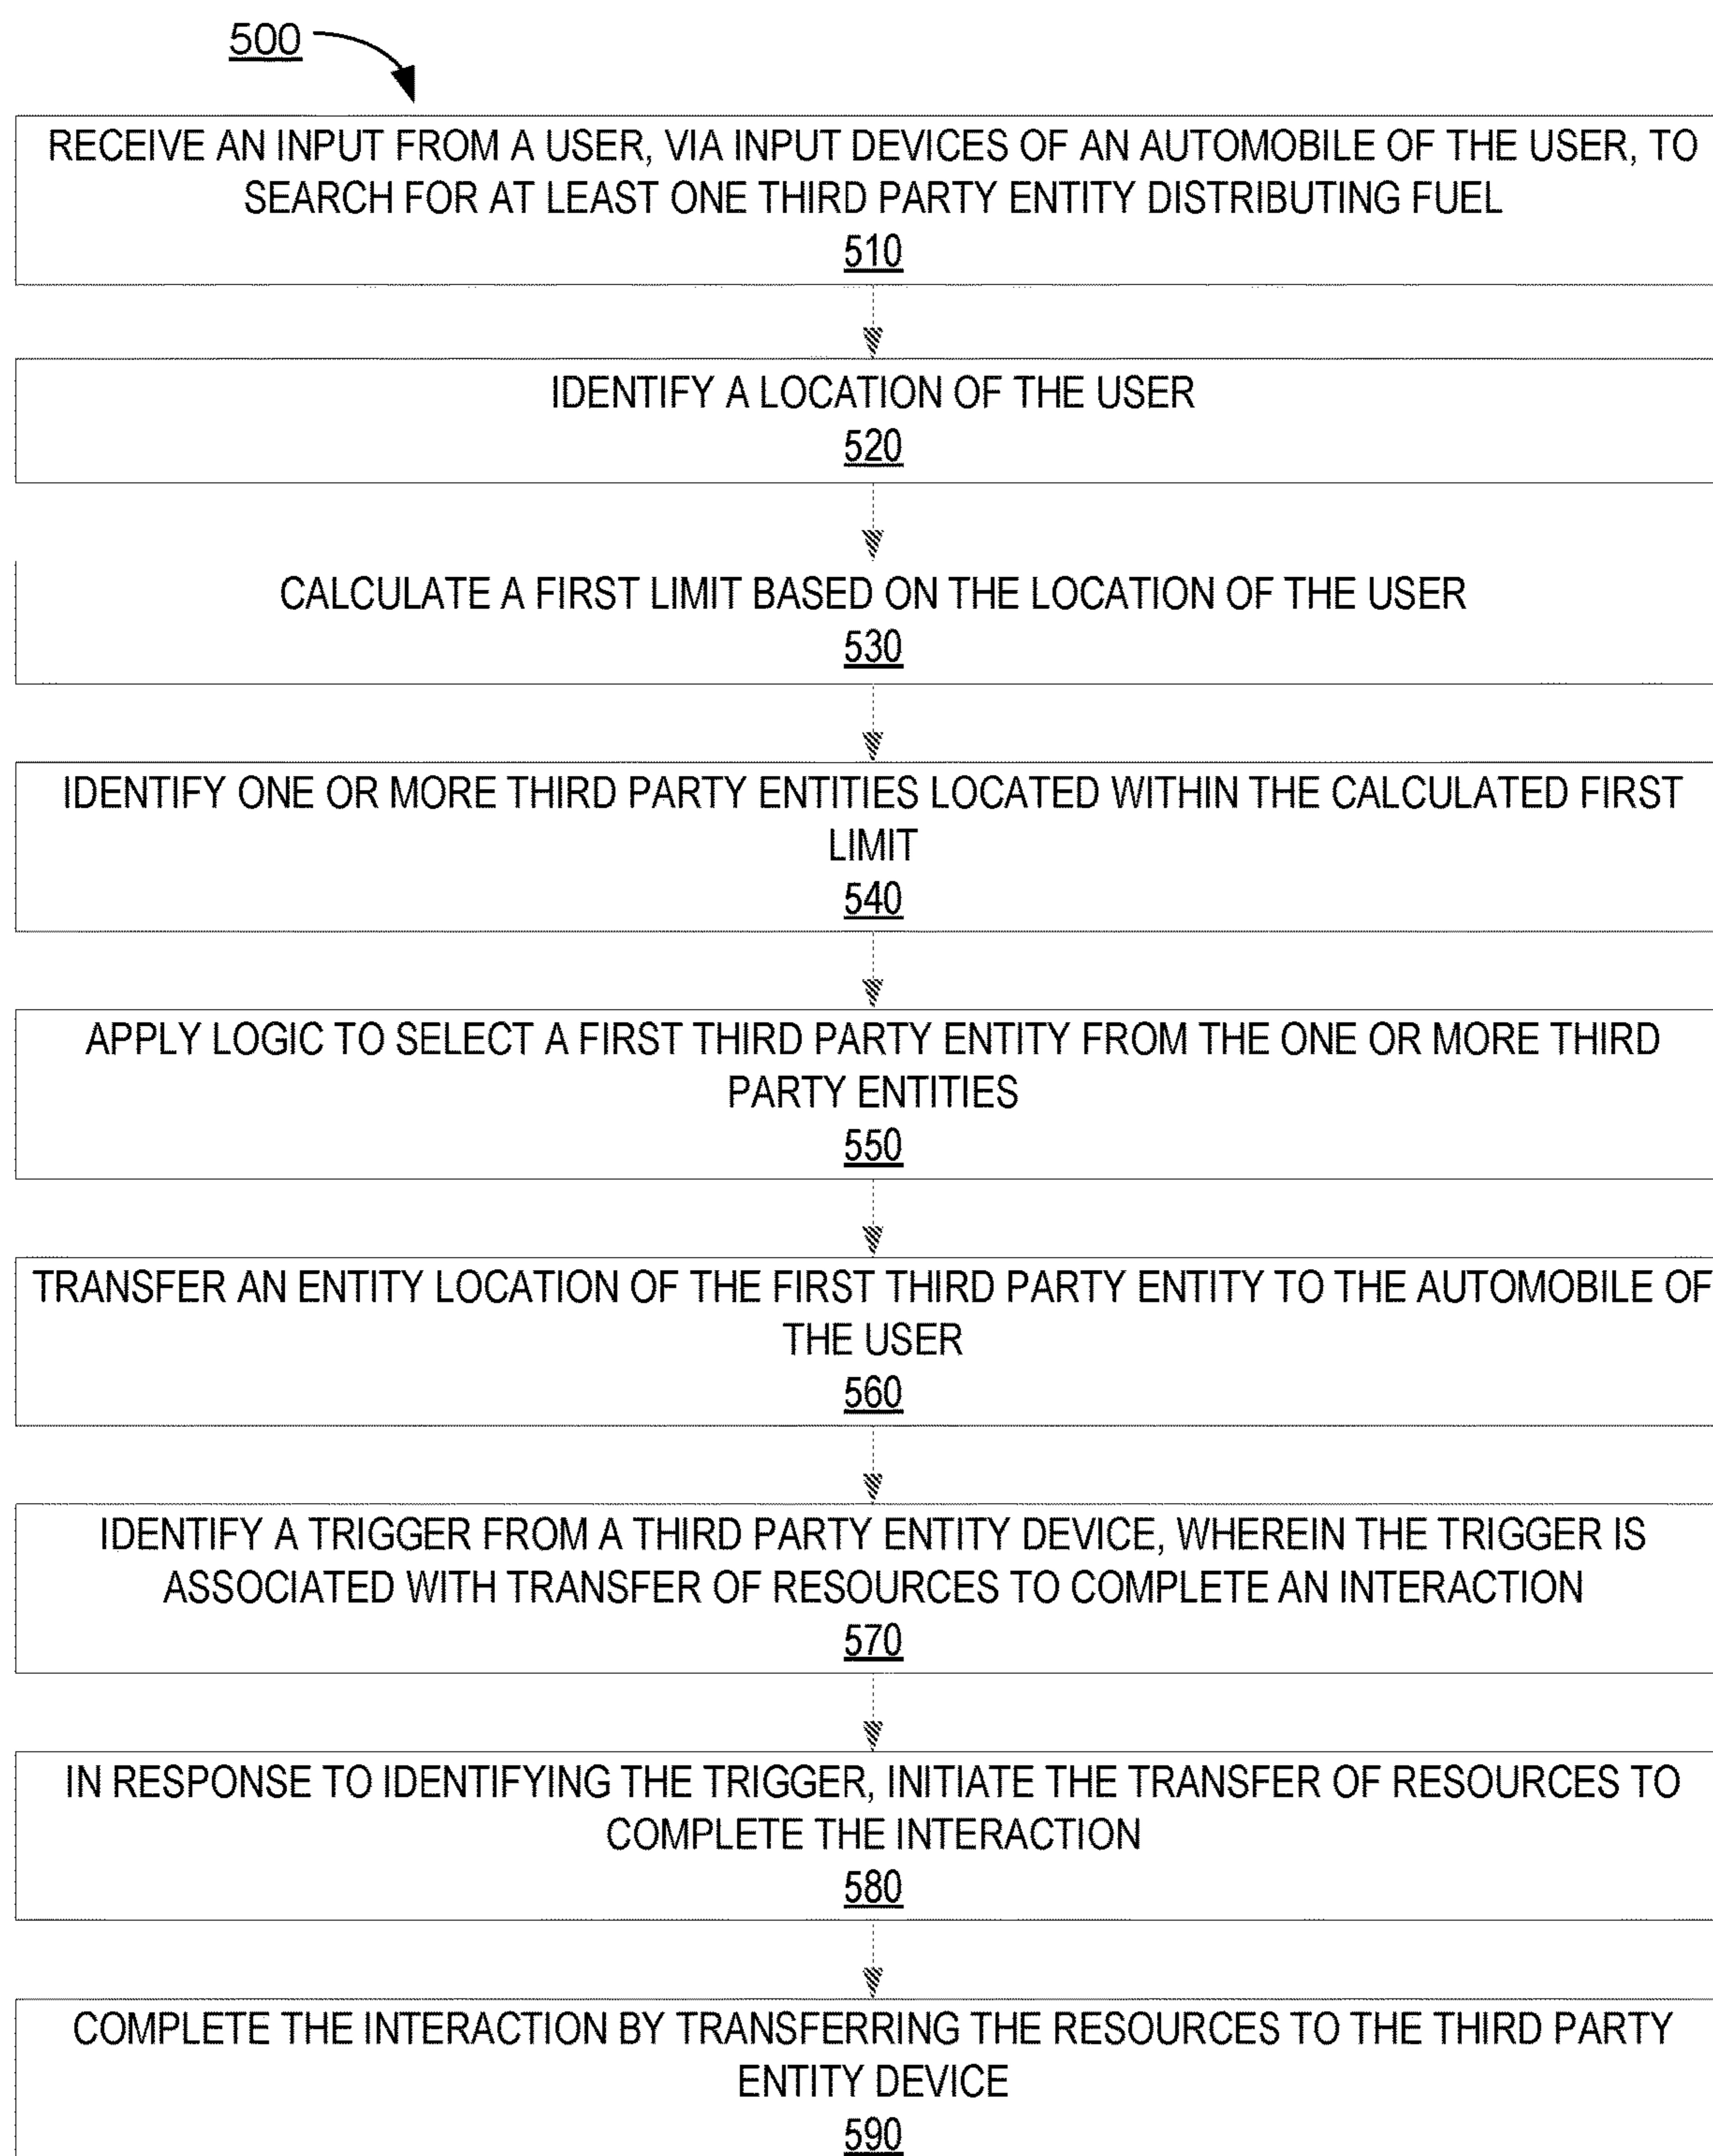 500
RECEIVE AN INPUT FROM A USER, VIA INPUT DEVICES OF AN AUTOMOBILE OF THE USER, TO
SEARCH FOR AT LEAST ONE THIRD PARTY ENTITY DISTRIBUTING FUEL
510
IDENTIFY A LOCATION OF THE USER
520
CALCULATE A FIRST LIMIT BASED ON THE LOCATION OF THE USER
530
IDENTIFY ONE OR MORE THIRD PARTY ENTITIES LOCATED WITHIN THE CALCULATED FIRST
LIMIT
540
APPLY LOGIC TO SELECT A FIRST THIRD PARTY ENTITY FROM THE ONE OR MORE THIRD
PARTY ENTITIES
550
TRANSFER AN ENTITY LOCATION OF THE FIRST THIRD PARTY ENTITY TO THE AUTOMOBILE OF
THE USER
560
IDENTIFY A TRIGGER FROM A THIRD PARTY ENTITY DEVICE, WHEREIN THE TRIGGER IS
ASSOCIATED WITH TRANSFER OF RESOURCES TO COMPLETE AN INTERACTION
570
IN RESPONSE TO IDENTIFYING THE TRIGGER, INITIATE THE TRANSFER OF RESOURCES TO
COMPLETE THE INTERACTION
580
COMPLETE THE INTERACTION BY TRANSFERRING THE RESOURCES TO THE THIRD PARTY
ENTITY DEVICE
590